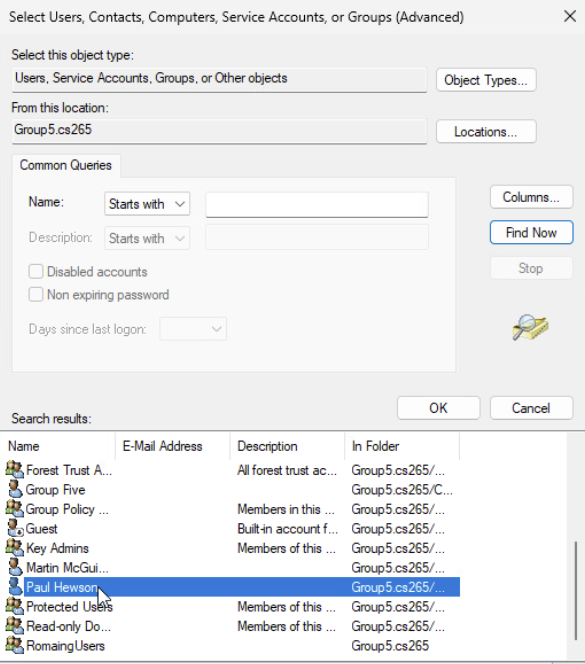 Select Users, Contacts, Computers, Service Accounts, or Groups (Advanced)
Select this object type:
Users, Service Accounts, Groups, or Other objects
Object Types...
From this location:
Group5.cs265
Locations...
Common Queries
Name:
Starts with
Columns...
Description:
Starts with
Find Now
Disabled accounts
Stop
Non expiring password
Days since last logon:
OK
Cancel
Search results:
Name E-Mail Address Description In Folder
Forest Trust A... All forest trust ac... Group5.cs265/...
Group Five Group5.cs265/C...
Group Policy ... Members in this ... Group5.cs265/...
Guest Built-in account f... Group5.cs265/...
Key Admins Members of this ... Group5.cs265/...
Martin McGui... Group5.cs265/...
Paul Hewson Group5.cs265/...
Protected Users Members of this ... Group5.cs265/...
Read-only Do... Members of this ... Group5.cs265/...
RomaingUsers Group5.cs265